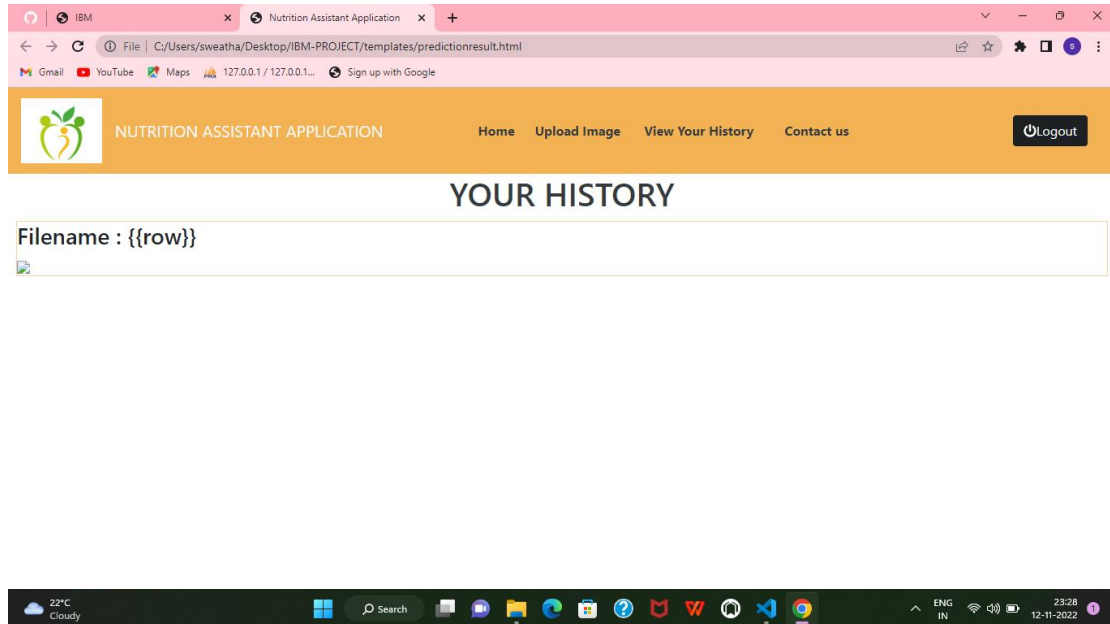 IBM
Nutrition Assistant Application
File | C:/Users/sweatha/Desktop/IBM-PROJECT/templates/predictionresult.html
S
Gmail YouTube Maps 127.0.0.1 / 127.0.0.1... Sign up with Google
NUTRITION ASSISTANT APPLICATION Home Upload Image View Your History Contact us Logout
YOUR HISTORY
Filename : {{row}}
22°C
Cloudy
Search
ENG
IN
23:28
12-11-2022
1